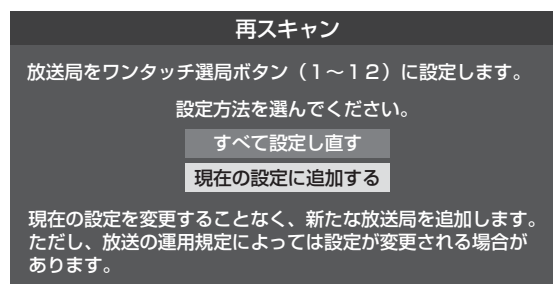 再スキャン
放送局をワンタッチ選局ボタン（１～１２）に設定します。
設定方法を選んでください。
すべて設定し直す
現在の設定に追加する
現在の設定を変更することなく、新たな放送局を追加します。
ただし、放送の運用規定によっては設定が変更される場合が
あります。